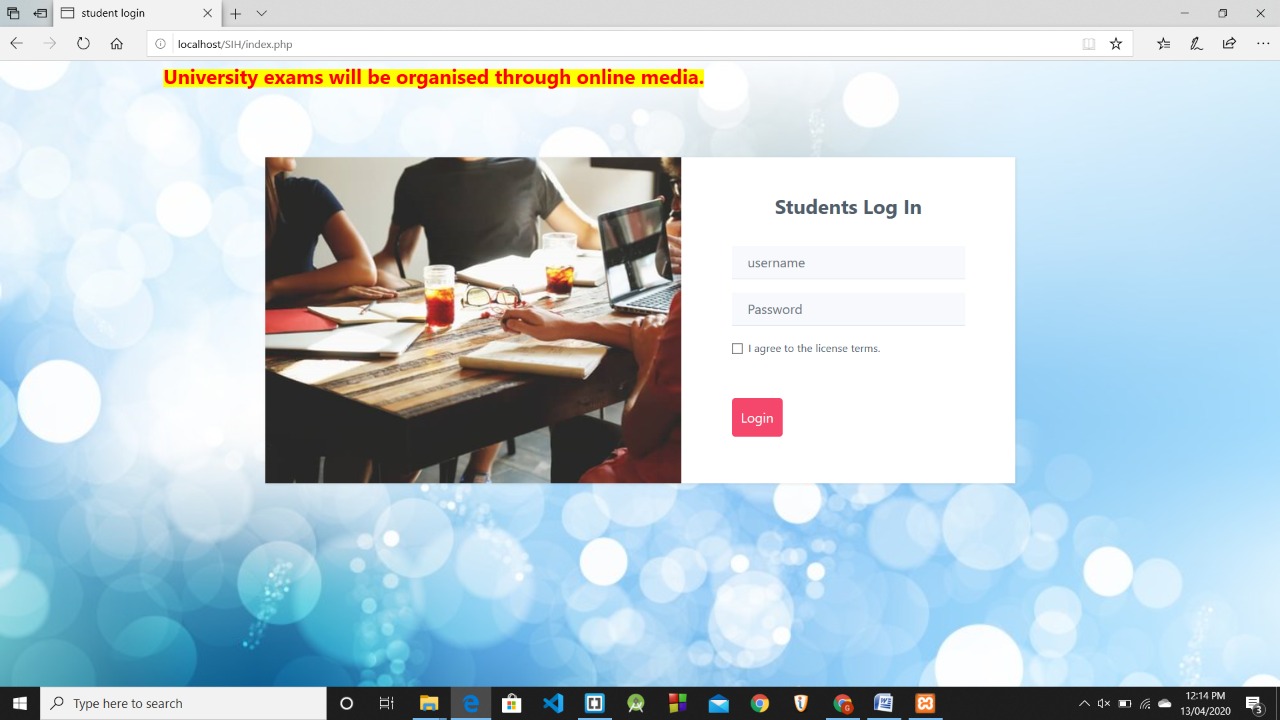 student login
localhost/SIH/index.php
University exams will be organised through online media.
Students Log In
username
Password
I agree to the license terms.
Login
Type here to search
12:14 PM
13/04/2020
3